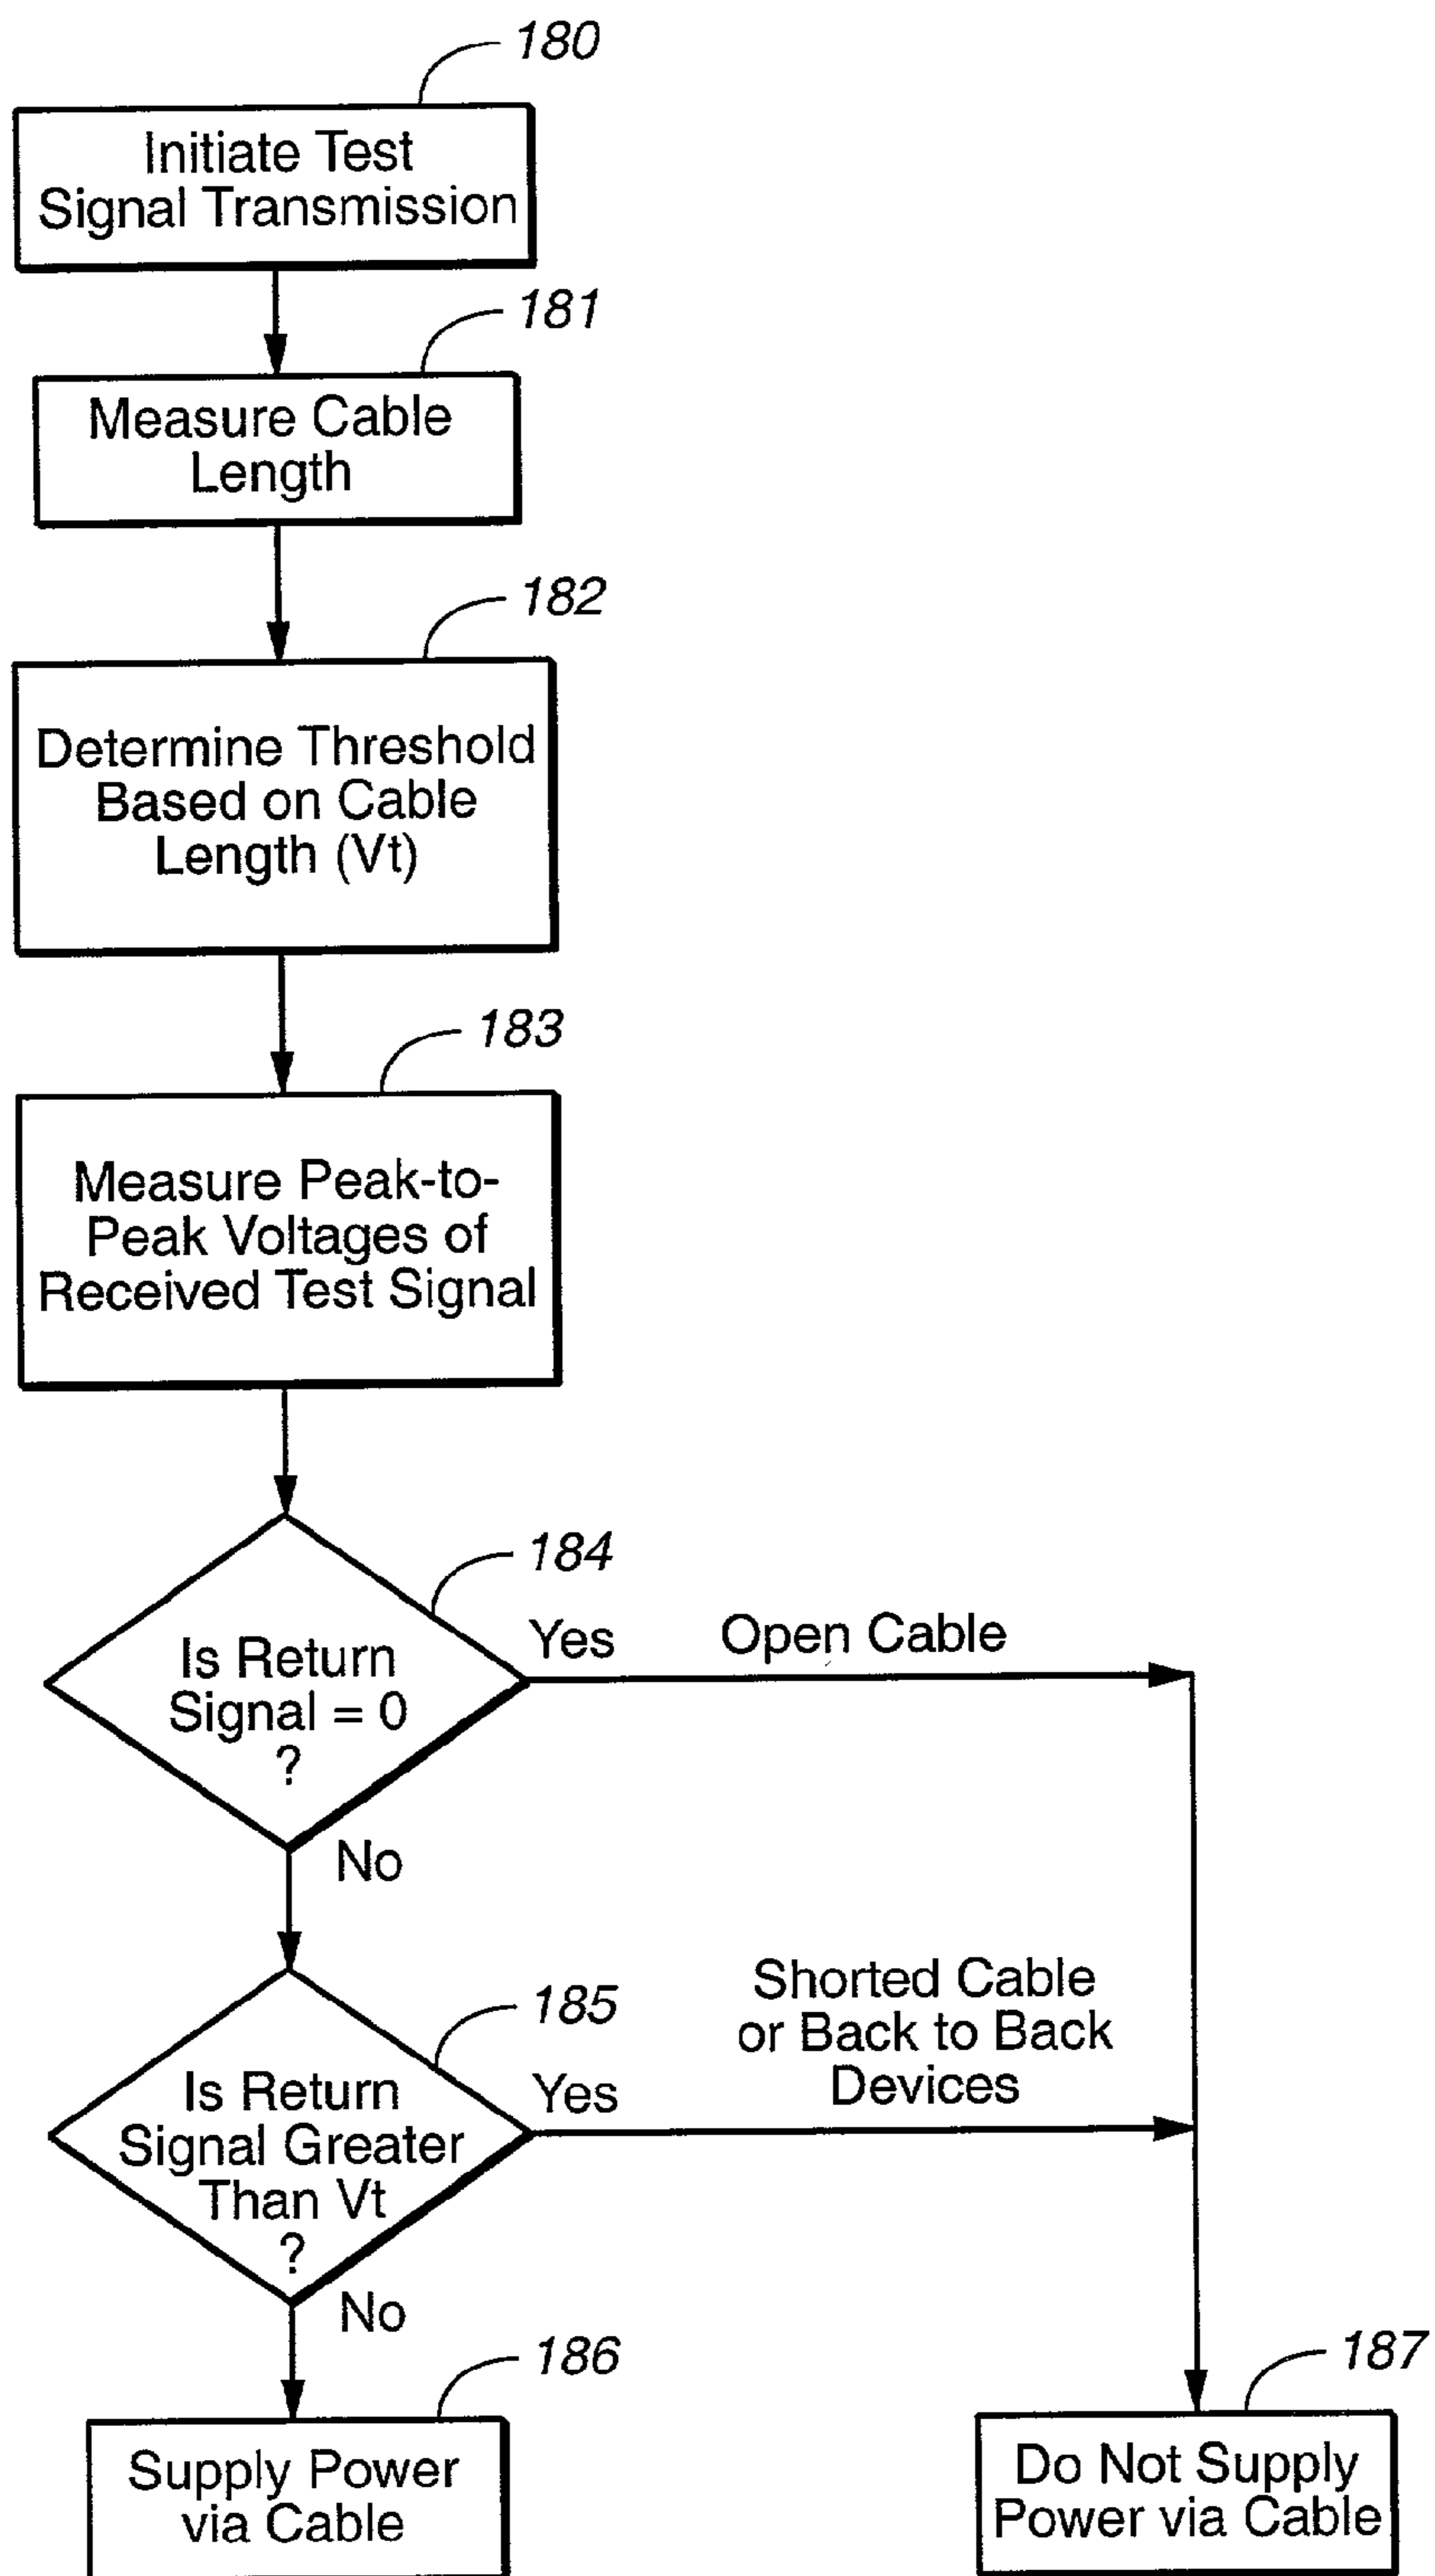 180
Initiate Test
Signal Transmission
181
Measure Cable
Length
182
Determine Threshold
Based on Cable
Length (Vt)
183
Measure Peak-to-
Peak Voltages of
Received Test Signal
184
Is Return
Signal = 0
?
Yes
Open Cable
No
185
Is Return
Signal Greater
Than Vt
?
Yes
Shorted Cable
or Back to Back
Devices
No
186
Supply Power
via Cable
187
Do Not Supply
Power via Cable